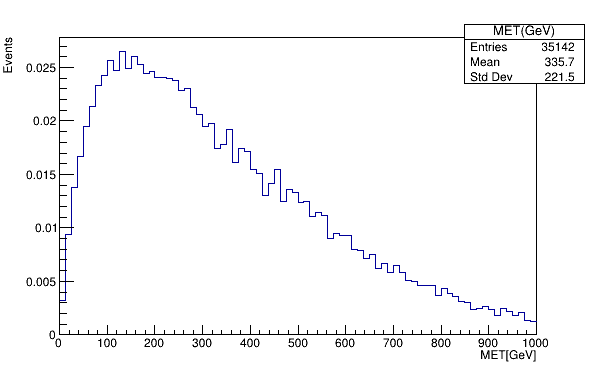 MET(GeV)
Entries 35142
Mean 335.7
Std Dev 221.5
Events
0.025
0.02
0.015
0.01
0.005
0
0 100 200 300 400 500 600 700 800 900 1000
MET[GeV]